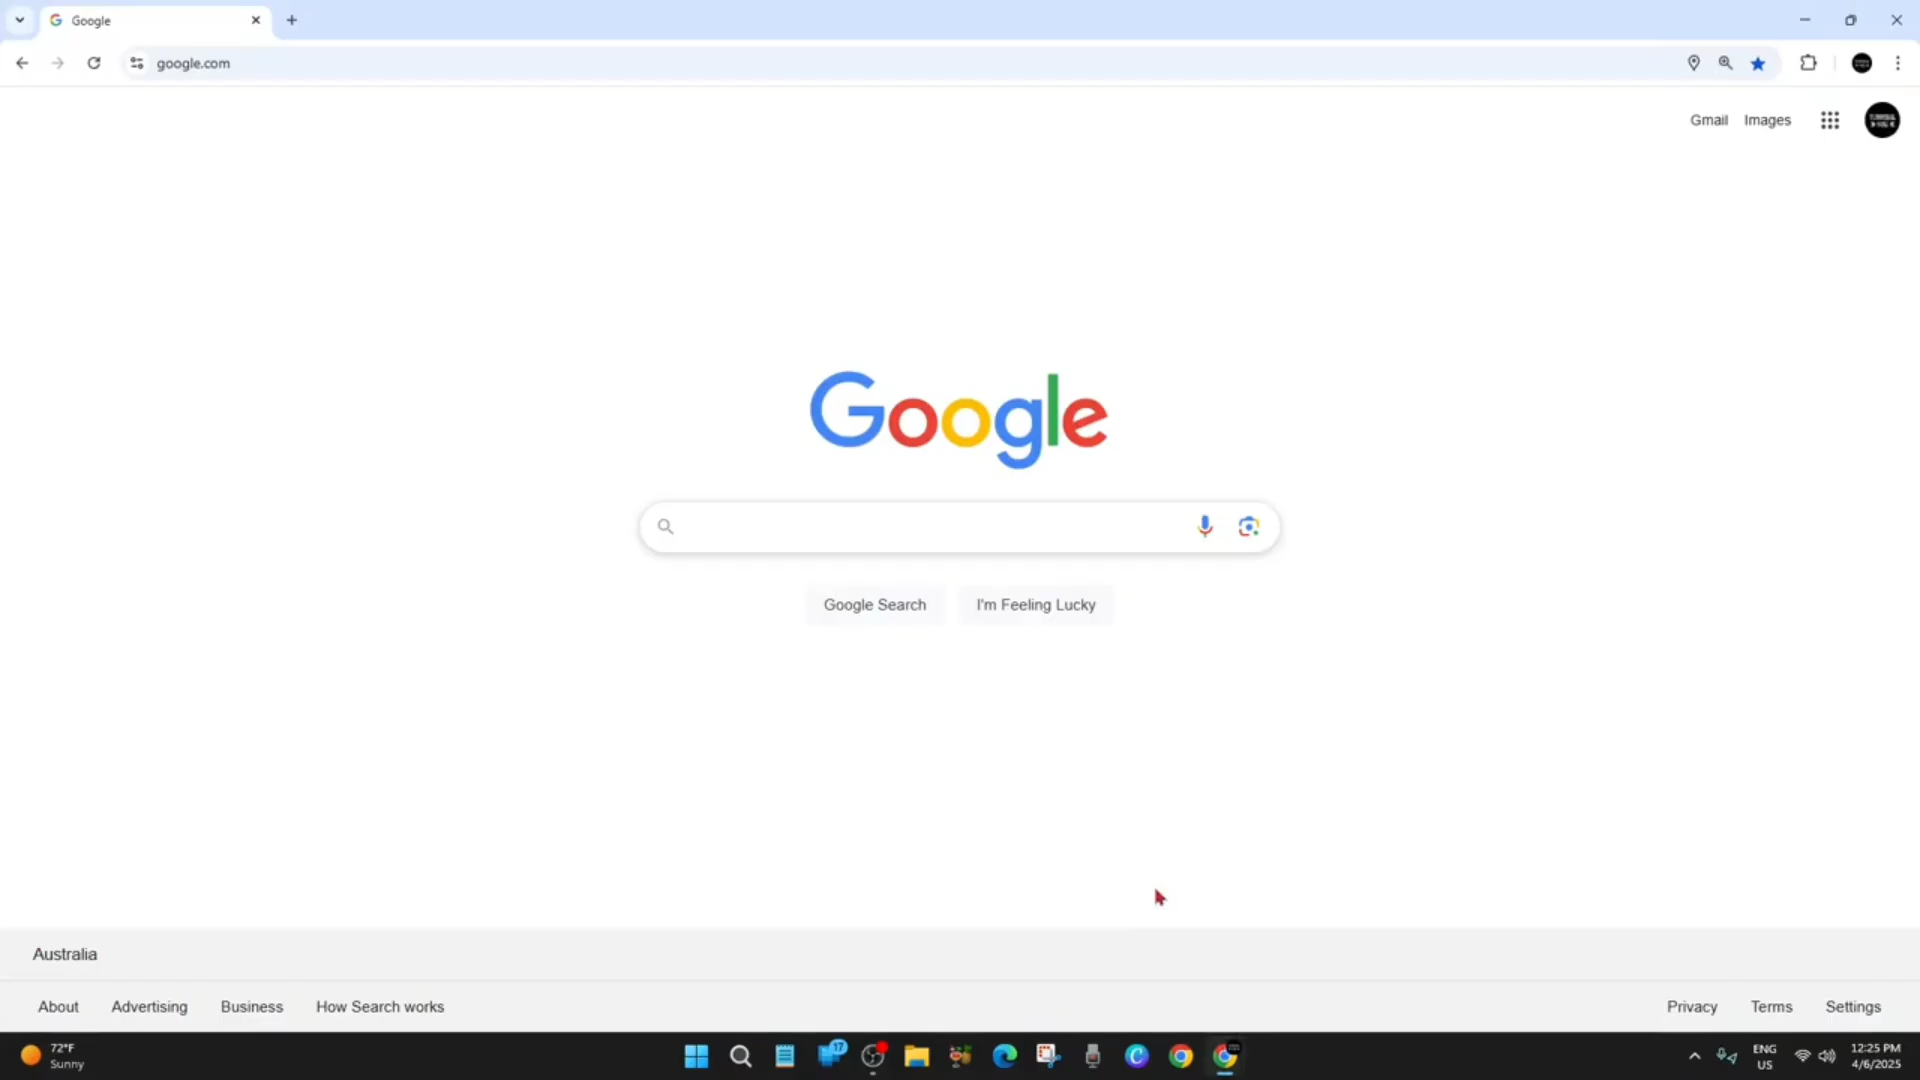 Google
google.com
Gmail Images
Google
Google Search I'm Feeling Lucky
Australia
About Advertising Business How Search works Privacy Terms Settings
72°F
Sunny
17
ENG
US
12:25 PM
4/6/2025